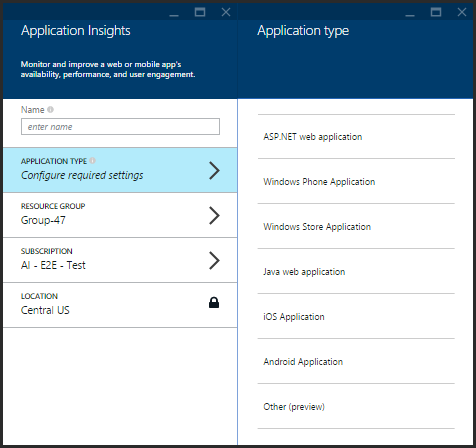 Application Insights
Monitor and improve a web or mobile app's
availability, performance, and user engagement.
Name
enter name
APPLICATION TYPE
Configure required settings
RESOURCE GROUP
Group-47
SUBSCRIPTION
AI - E2E - Test
LOCATION
Central US
Application type
ASP.NET web application
Windows Phone Application
Windows Store Application
Java web application
iOS Application
Android Application
Other (preview)